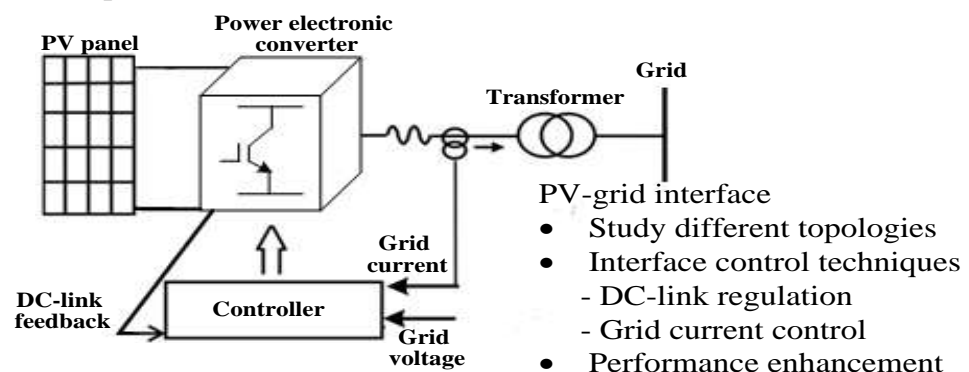 Power electronic
converter
PV panel
Grid
Transformer
PV-grid interface
• Study different topologies
• Interface control techniques
- DC-link regulation
- Grid current control
• Performance enhancement
Grid
current
DC-link
feedback
Controller
Grid
voltage